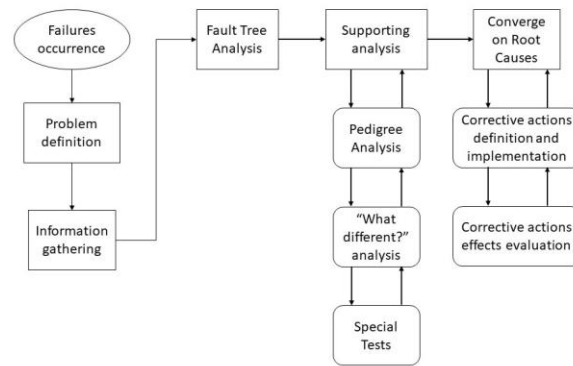 Failures
occurrence
Problem
definition
Information
gathering
Fault Tree
Analysis
Supporting
analysis
Pedigree
Analysis
“What
different?”
analysis
Special
Tests
Converge
on Root
Causes
Corrective actions
definition and
implementation
Corrective actions
effects evaluation